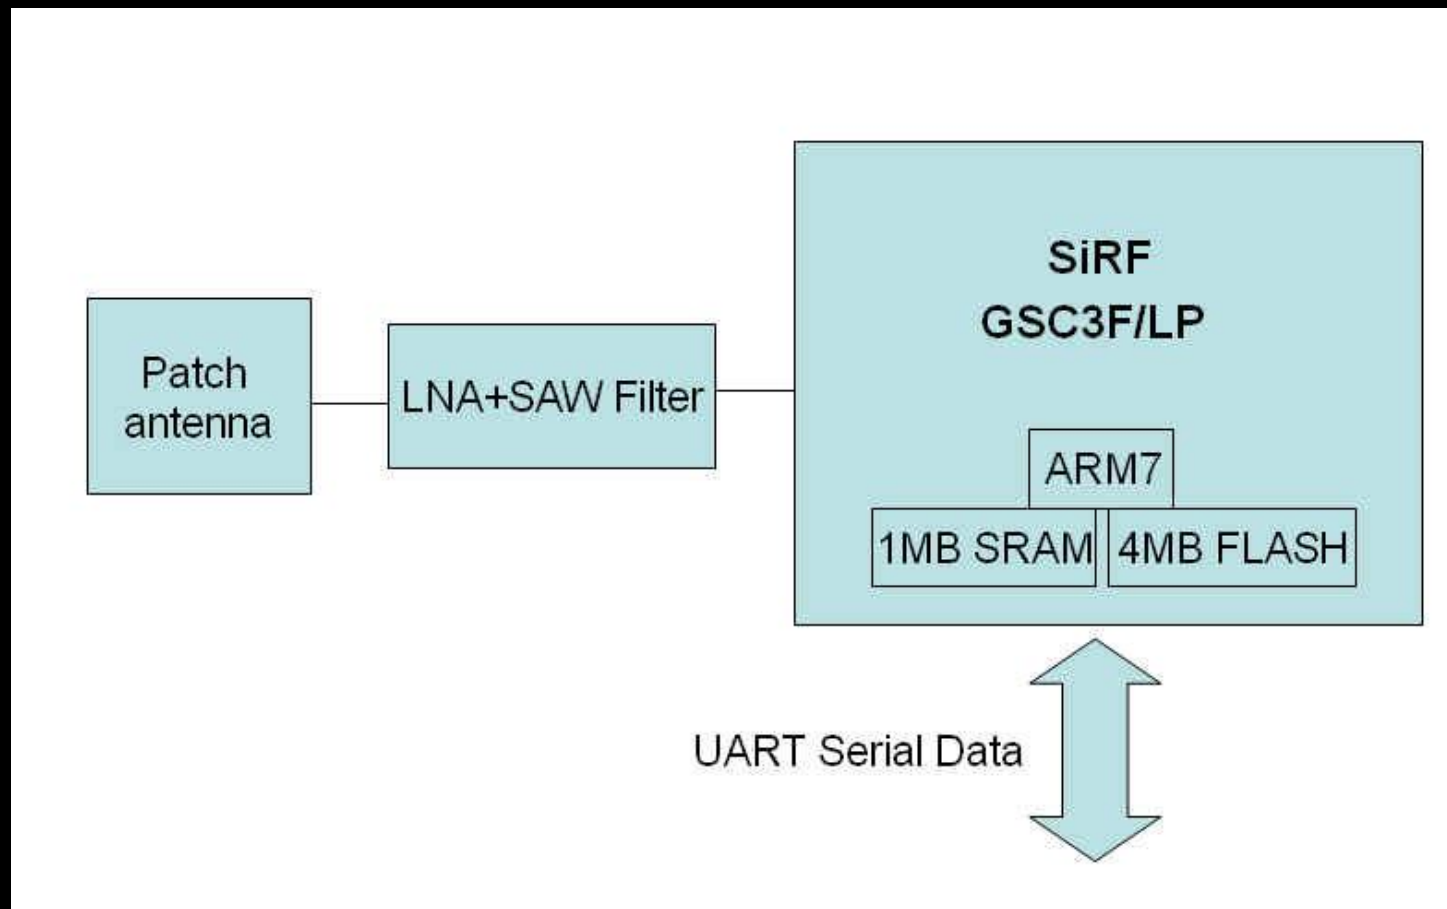 Patch
antenna
LNA+SAW Filter
SiRF
GSC3F/LP
ARM7
1MB SRAM
4MB FLASH
UART Serial Data